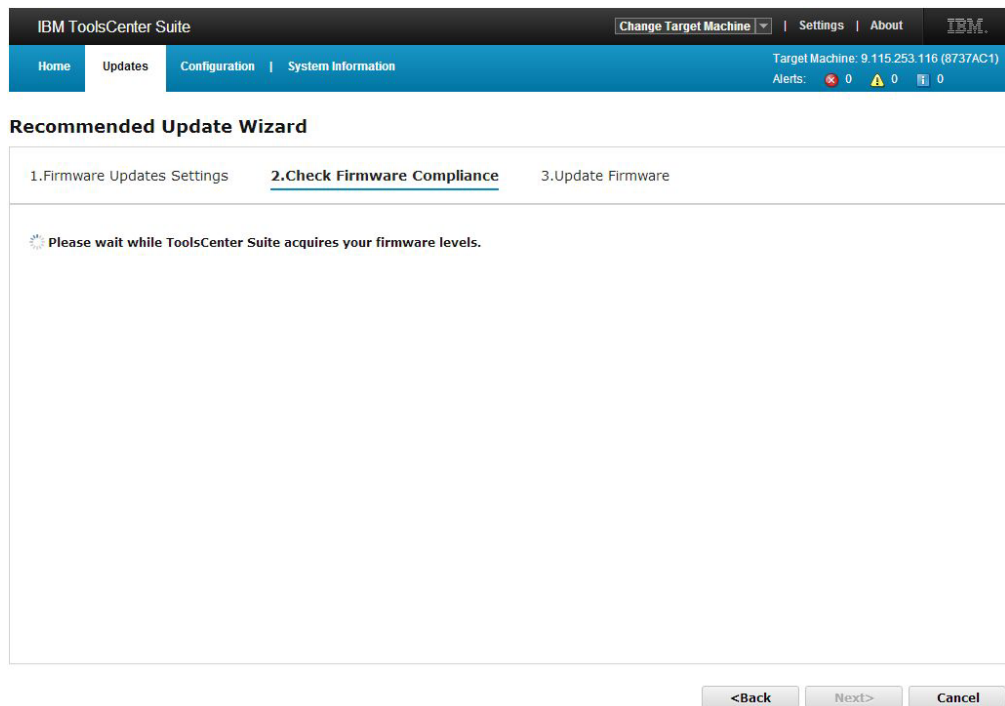 IBM ToolsCenter Suite
Change Target Machine | Settings | About IBM.
Home Updates Configuration | System Information
Target Machine: 9.115.253.116 (8737AC1)
Alerts: 0 0 0
Recommended Update Wizard
1.Firmware Updates Settings 2.Check Firmware Compliance 3.Update Firmware
Please wait while ToolsCenter Suite acquires your firmware levels.
<Back Next> Cancel